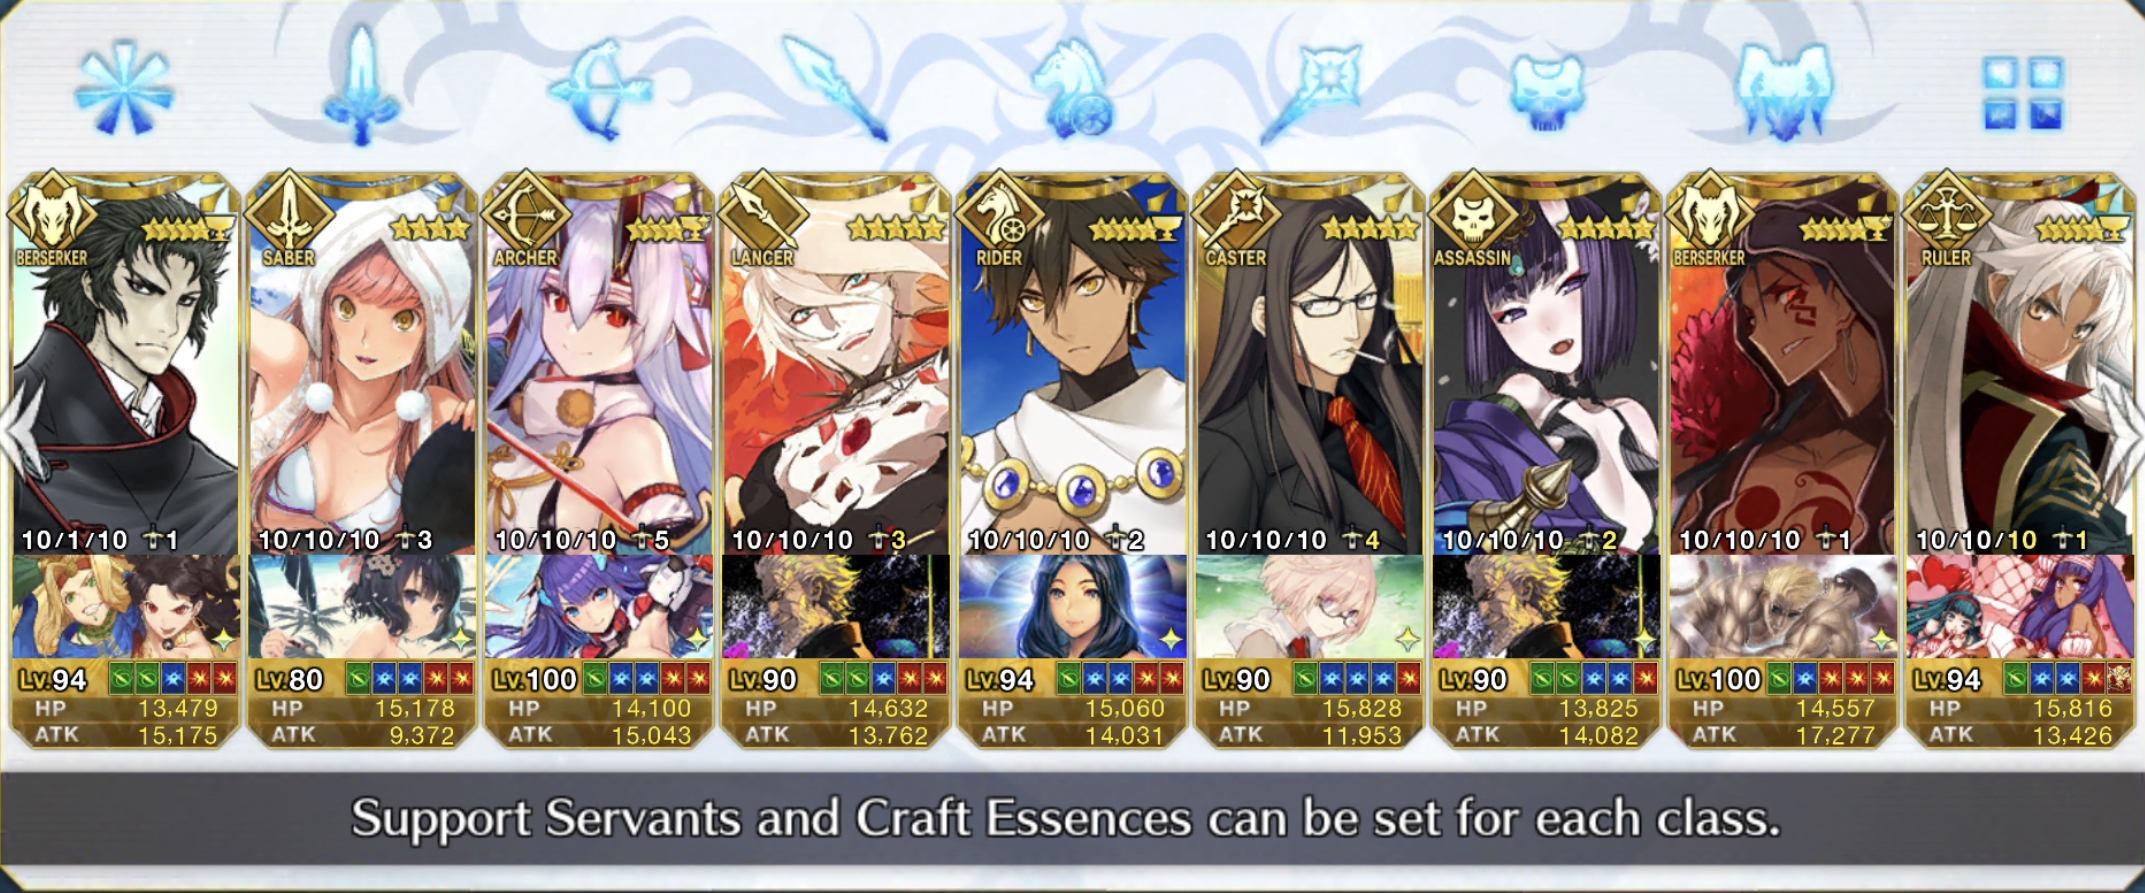 BERSERKER SABER ARCHER LANCER RIDER CASTER ASSASSIN BERSERKER RULER
10/1/10 1 10/10/10 3 10/10/10 5 10/10/10 3 10/10/10 2 10/10/10 4 10/10/10 2 10/10/10 1 10/10/10 1
Lv.94 Lv.80 Lv.100 Lv.90 Lv.94 Lv.90 Lv.90 Lv.100 Lv.94
HP 13,479 HP 15,178 HP 14,100 HP 14,632 HP 15,060 HP 15,828 HP 13,825 HP 14,557 HP 15,816
ATK 15,175 ATK 9,372 ATK 15,043 ATK 13,762 ATK 14,031 ATK 11,953 ATK 14,082 ATK 17,277 ATK 13,426
Support Servants and Craft Essences can be set for each class.